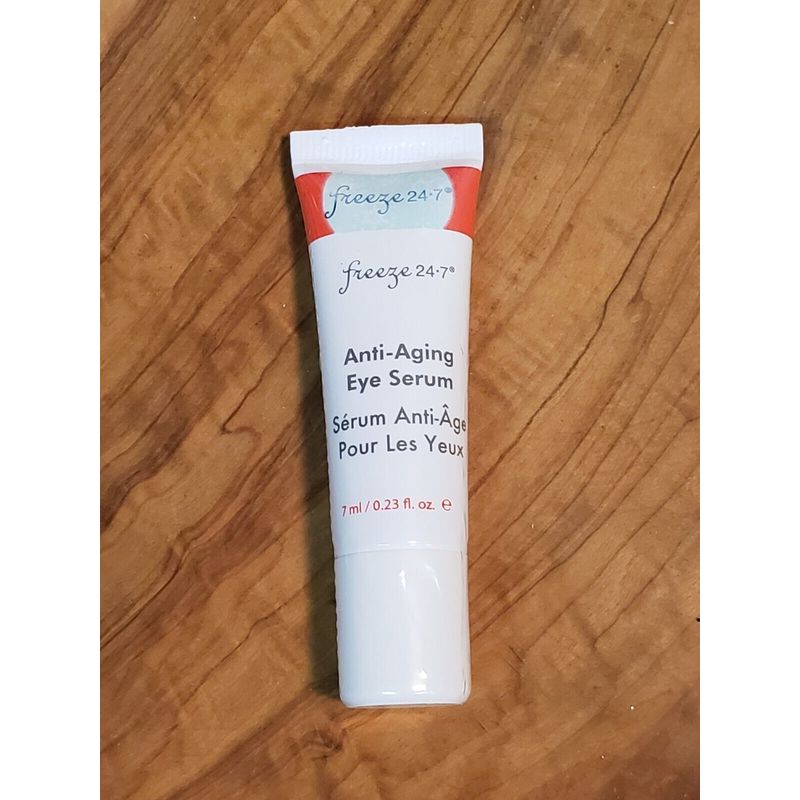 freeze 24·7®
freeze 24·7®
Anti-Aging
Eye Serum
Sérum Anti-Âge
Pour Les Yeux
7 ml / 0.23 fl. oz. ℮